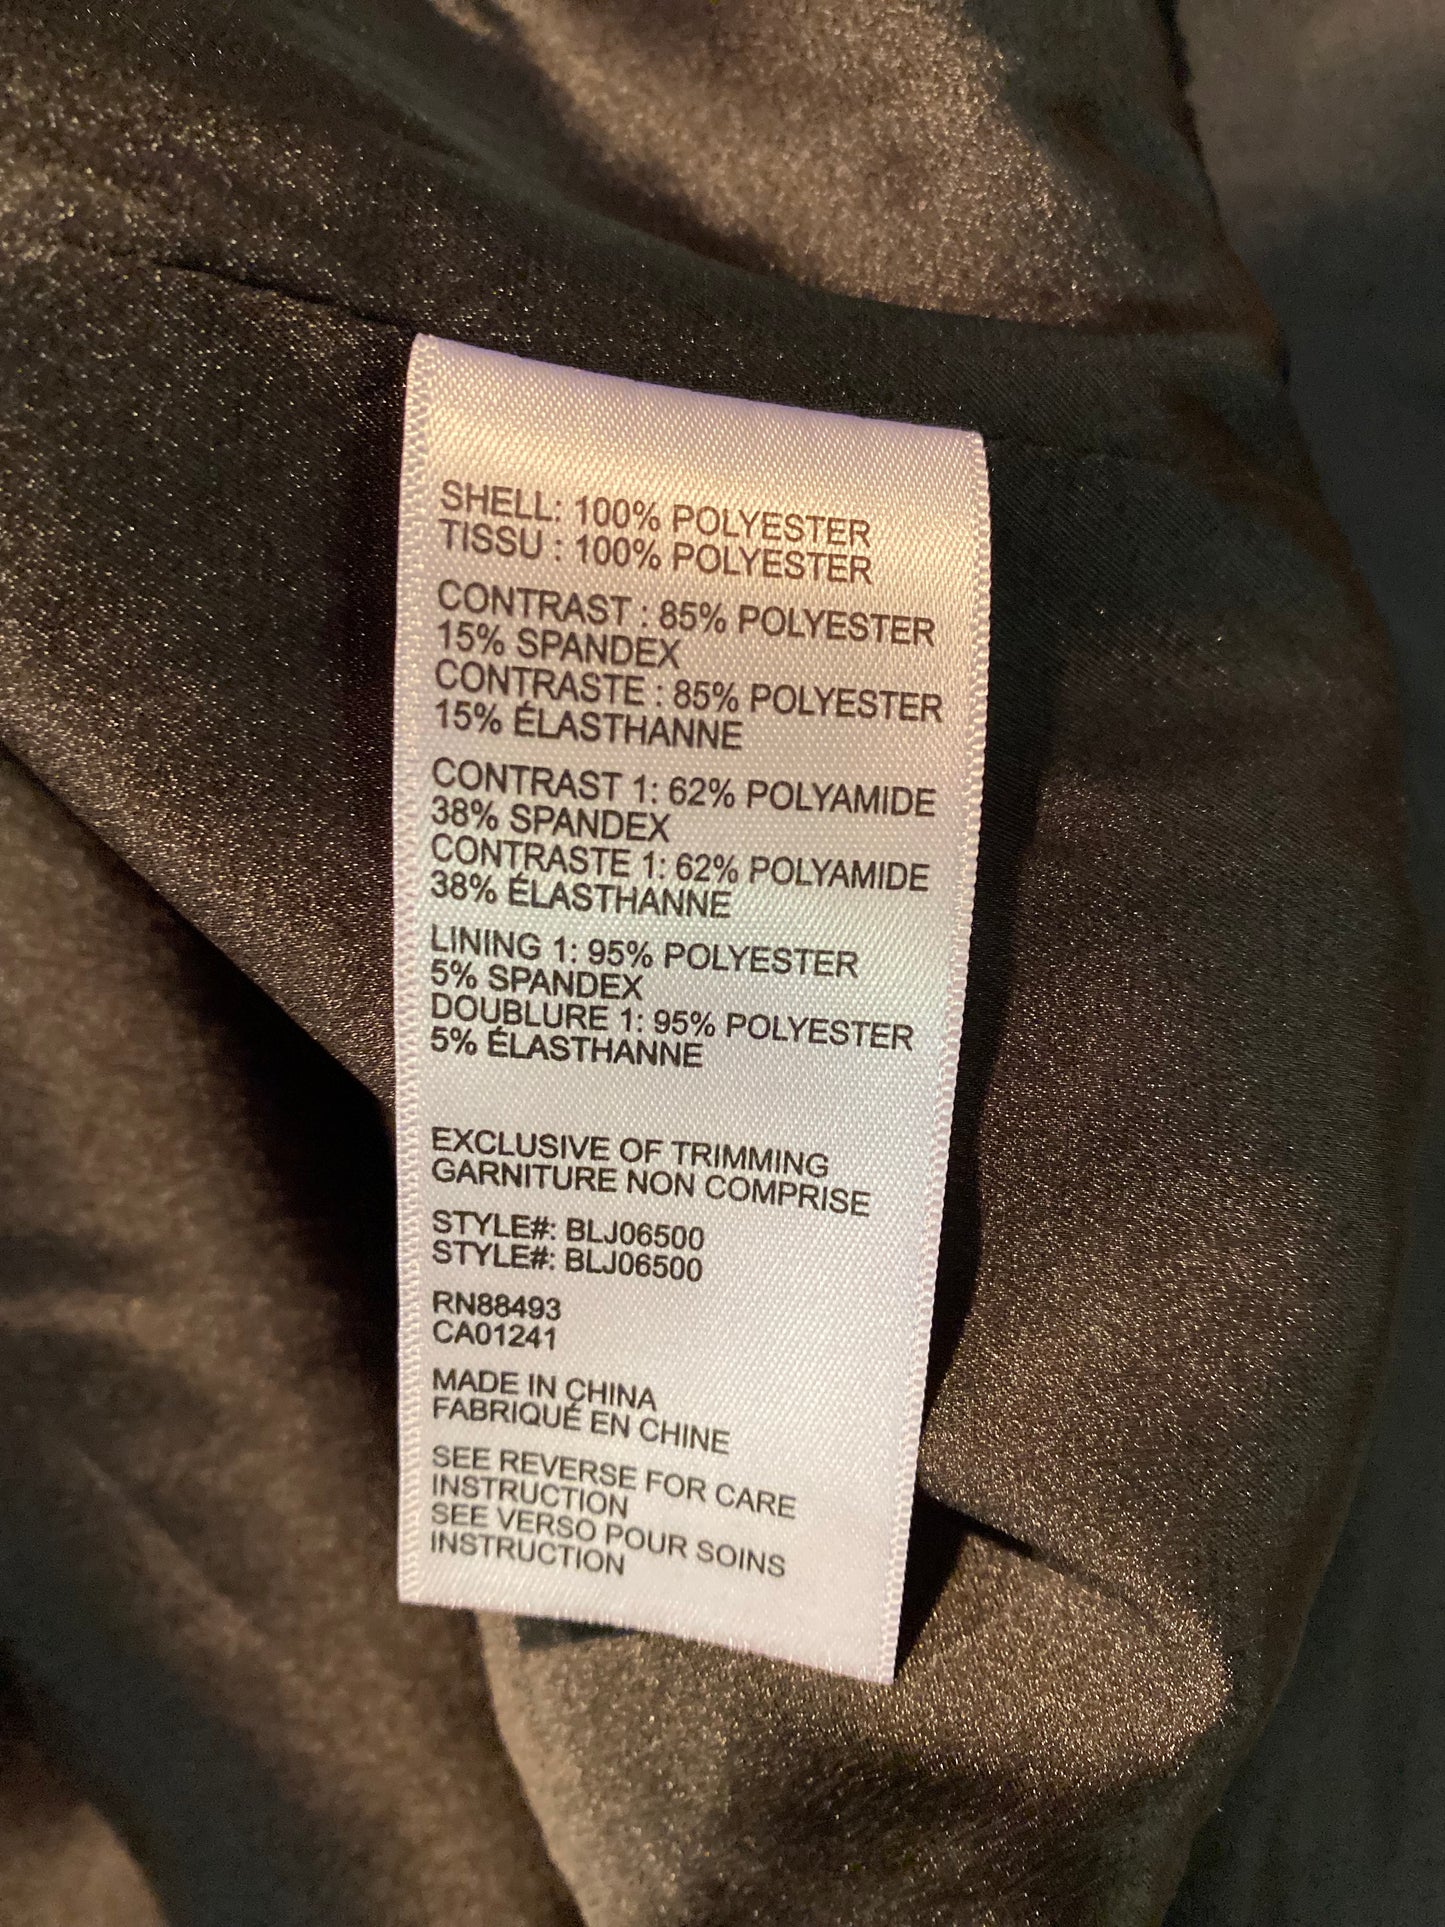 SHELL: 100% POLYESTER
TISSU : 100% POLYESTER
CONTRAST : 85% POLYESTER
15% SPANDEX
CONTRASTE : 85% POLYESTER
15% ÉLASTHANNE
CONTRAST 1: 62% POLYAMIDE
38% SPANDEX
CONTRASTE 1: 62% POLYAMIDE
38% ÉLASTHANNE
LINING 1: 95% POLYESTER
5% SPANDEX
DOUBLURE 1: 95% POLYESTER
5% ÉLASTHANNE
EXCLUSIVE OF TRIMMING
GARNITURE NON COMPRISE
STYLE#: BLJ06500
STYLE#: BLJ06500
RN88493
CA01241
MADE IN CHINA
FABRIQUÉ EN CHINE
SEE REVERSE FOR CARE
INSTRUCTION
SEE VERSO POUR SOINS
INSTRUCTION